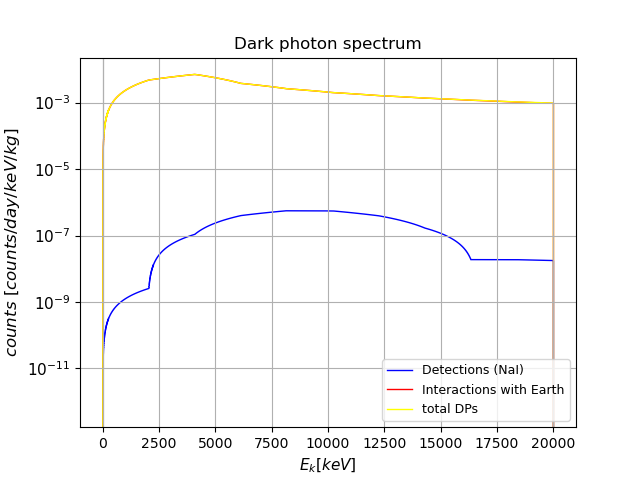 Dark photon spectrum
counts [counts/day/keV/kg]
10⁻³
10⁻⁵
10⁻⁷
10⁻⁹
10⁻¹¹
Detections (NaI)
Interactions with Earth
total DPs
0 2500 5000 7500 10000 12500 15000 17500 20000
Eₖ[keV]